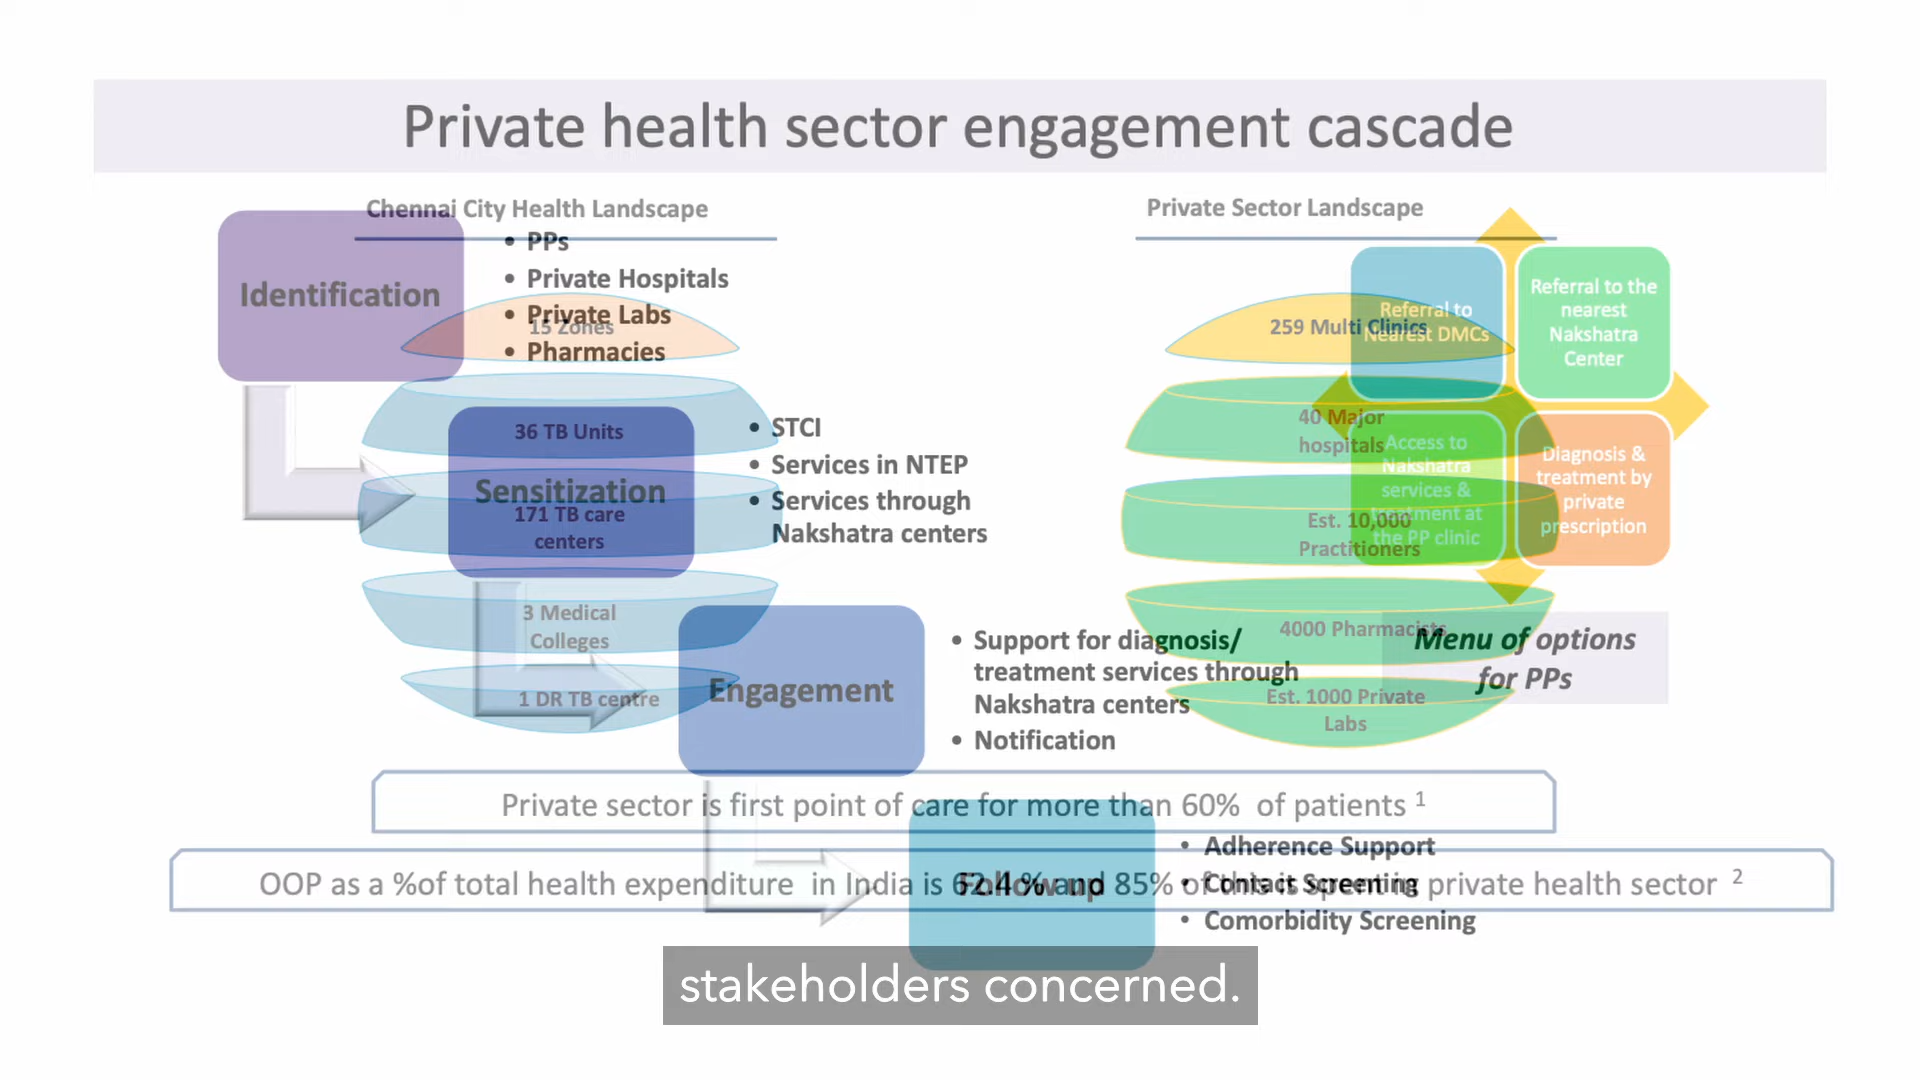 Private health sector engagement cascade
Chennai City Health Landscape
Private Sector Landscape
Identification
• PPs
• Private Hospitals
• Private Labs
• Pharmacies
15 Zones
36 TB Units
171 TB care
centers
3 Medical
Colleges
1 DR TB centre
Sensitization
• STCI
• Services in NTEP
• Services through
Nakshatra centers
Engagement
• Support for diagnosis/
treatment services through
Nakshatra centers
• Notification
Follow up
• Adherence Support
• Contact Screening
• Comorbidity Screening
259 Multi Clinics
40 Major
hospitals
Est. 10,000
Practitioners
4000 Pharmacists
Est. 1000 Private
Labs
Referral to
Nearest DMCs
Referral to the
nearest
Nakshatra
Center
Access to
Nakshatra
services &
treatment at
the PP clinic
Diagnosis &
treatment by
private
prescription
Menu of options
for PPs
Private sector is first point of care for more than 60% of patients 1
OOP as a %of total health expenditure in India is 62.4 % and 85% of this is spent in private health sector 2
stakeholders concerned.